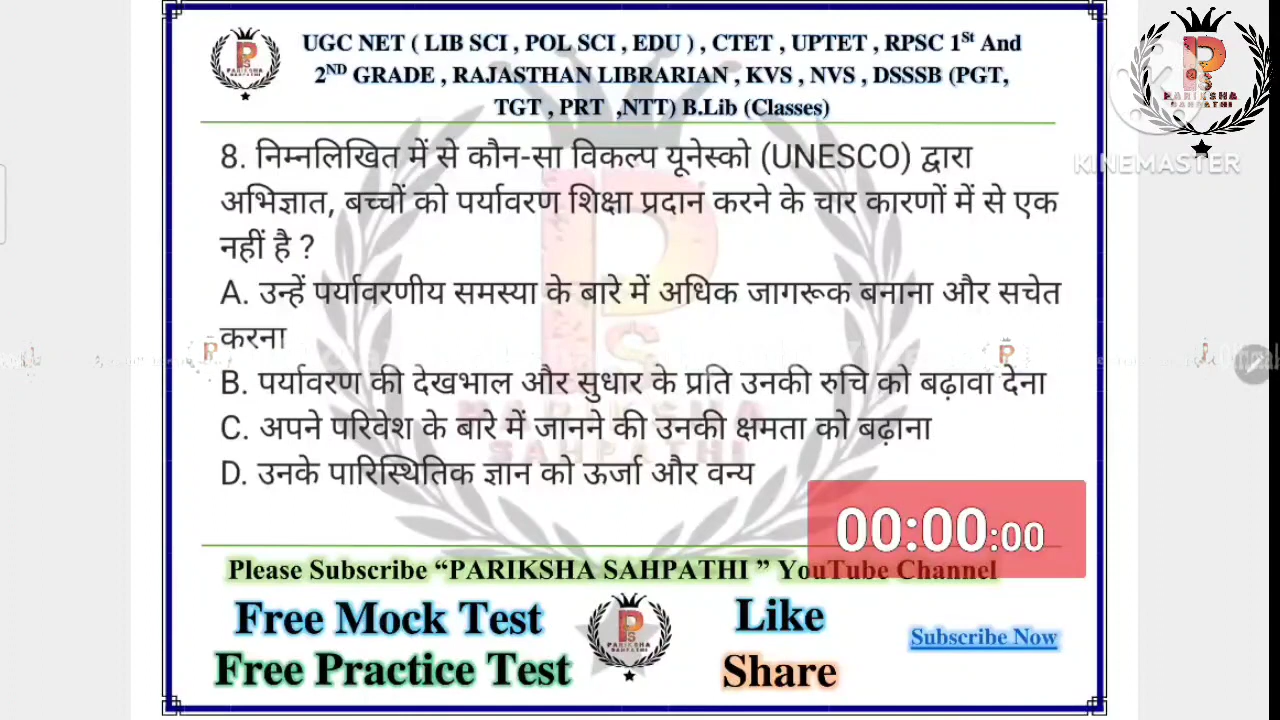 UGC NET ( LIB SCI , POL SCI , EDU ) , CTET , UPTET , RPSC 1St And
2ND GRADE , RAJASTHAN LIBRARIAN , KVS , NVS , DSSSB (PGT,
TGT , PRT ,NTT) B.Lib (Classes)
KINEMASTER
8. निम्नलिखित में से कौन-सा विकल्प यूनेस्को (UNESCO) द्वारा
अभिज्ञात, बच्चों को पर्यावरण शिक्षा प्रदान करने के चार कारणों में से एक
नहीं है ?
A. उन्हें पर्यावरणीय समस्या के बारे में अधिक जागरूक बनाना और सचेत
करना
B. पर्यावरण की देखभाल और सुधार के प्रति उनकी रुचि को बढ़ावा देना
C. अपने परिवेश के बारे में जानने की उनकी क्षमता को बढ़ाना
D. उनके पारिस्थितिक ज्ञान को ऊर्जा और वन्य
PARIKSHA
SAHPATHI
00:00:00
Please Subscribe “PARIKSHA SAHPATHI ” YouTube Channel
Free Mock Test
Like
Subscribe Now
Free Practice Test
Share